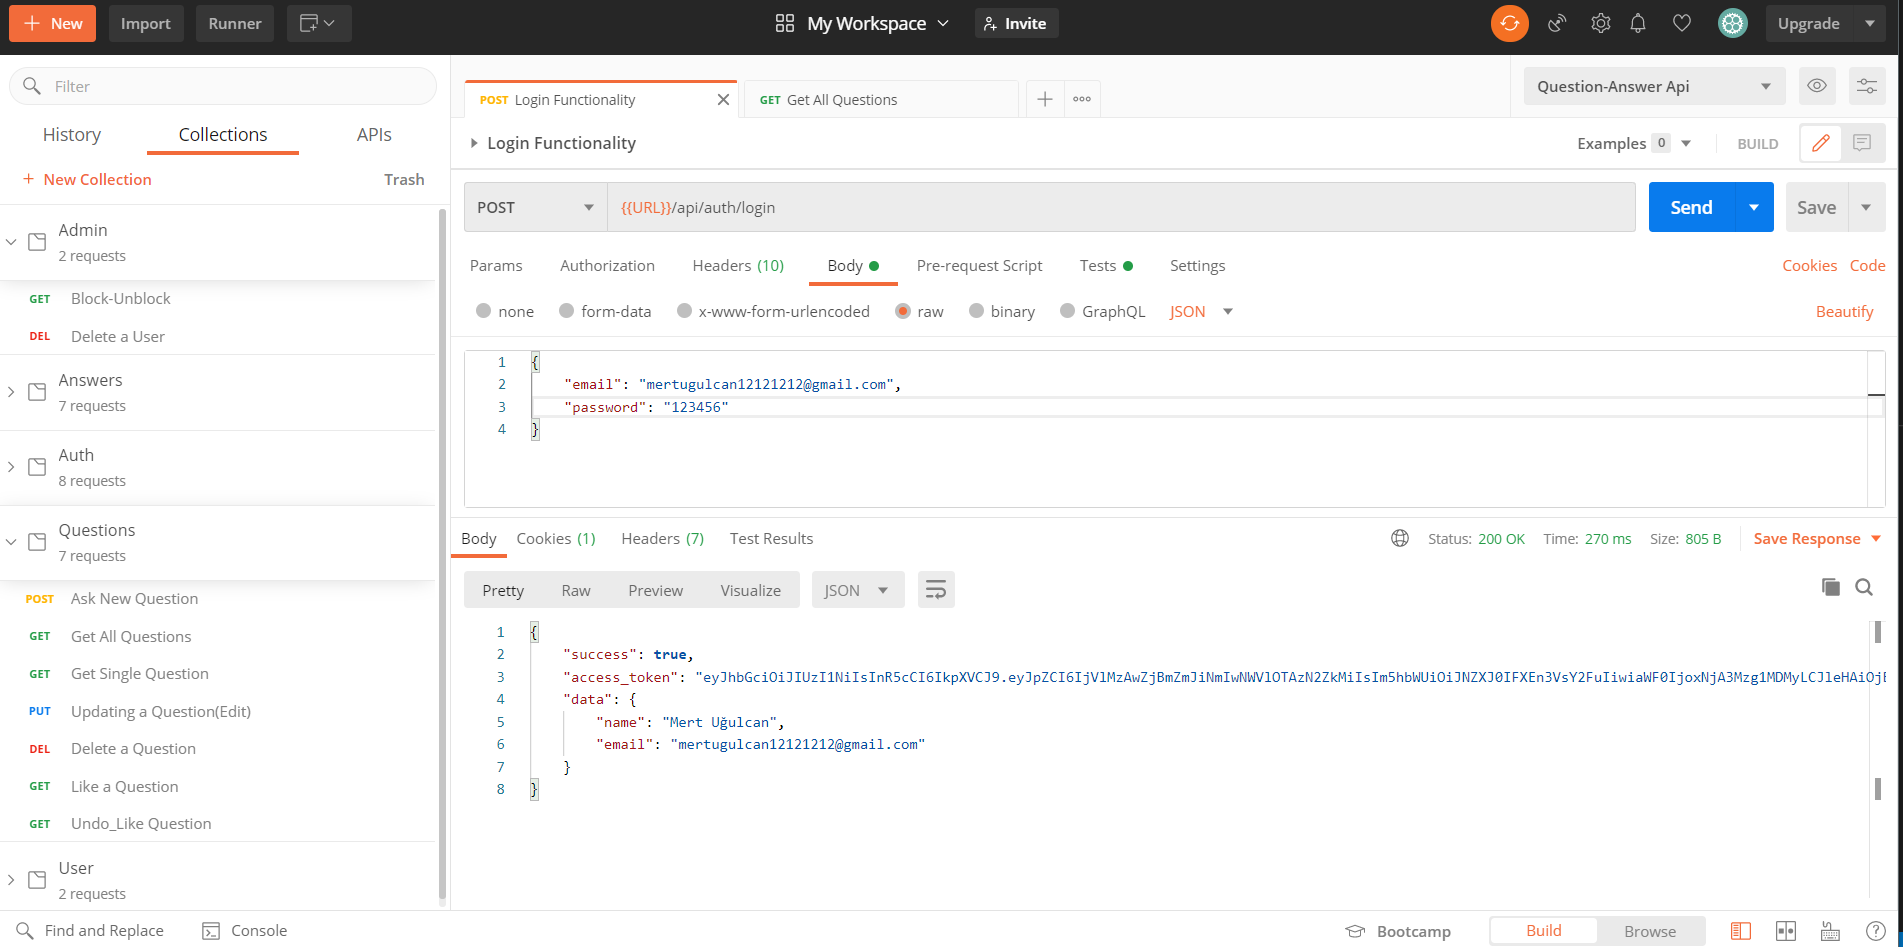 New
Import
Runner
My Workspace
Invite
Upgrade
Filter
History
Collections
APIs
+ New Collection
Trash
Admin
2 requests
GET Block-Unblock
DEL Delete a User
Answers
7 requests
Auth
8 requests
Questions
7 requests
POST Ask New Question
GET Get All Questions
GET Get Single Question
PUT Updating a Question(Edit)
DEL Delete a Question
GET Like a Question
GET Undo_Like Question
User
2 requests
POST Login Functionality
GET Get All Questions
Question-Answer Api
Login Functionality
Examples 0
BUILD
POST
{{URL}}/api/auth/login
Send
Save
Params
Authorization
Headers (10)
Body
Pre-request Script
Tests
Settings
Cookies
Code
none
form-data
x-www-form-urlencoded
raw
binary
GraphQL
JSON
Beautify
1 {
2 "email": "mertugulcan12121212@gmail.com",
3 "password": "123456"
4 }
Body
Cookies (1)
Headers (7)
Test Results
Status: 200 OK
Time: 270 ms
Size: 805 B
Save Response
Pretty
Raw
Preview
Visualize
JSON
1 {
2 "success": true,
3 "access_token":
4 "data": {
5 "name": "Mert Uğulcan",
6 "email": "mertugulcan12121212@gmail.com"
7 }
8 }
Find and Replace
Console
Bootcamp
Build
Browse